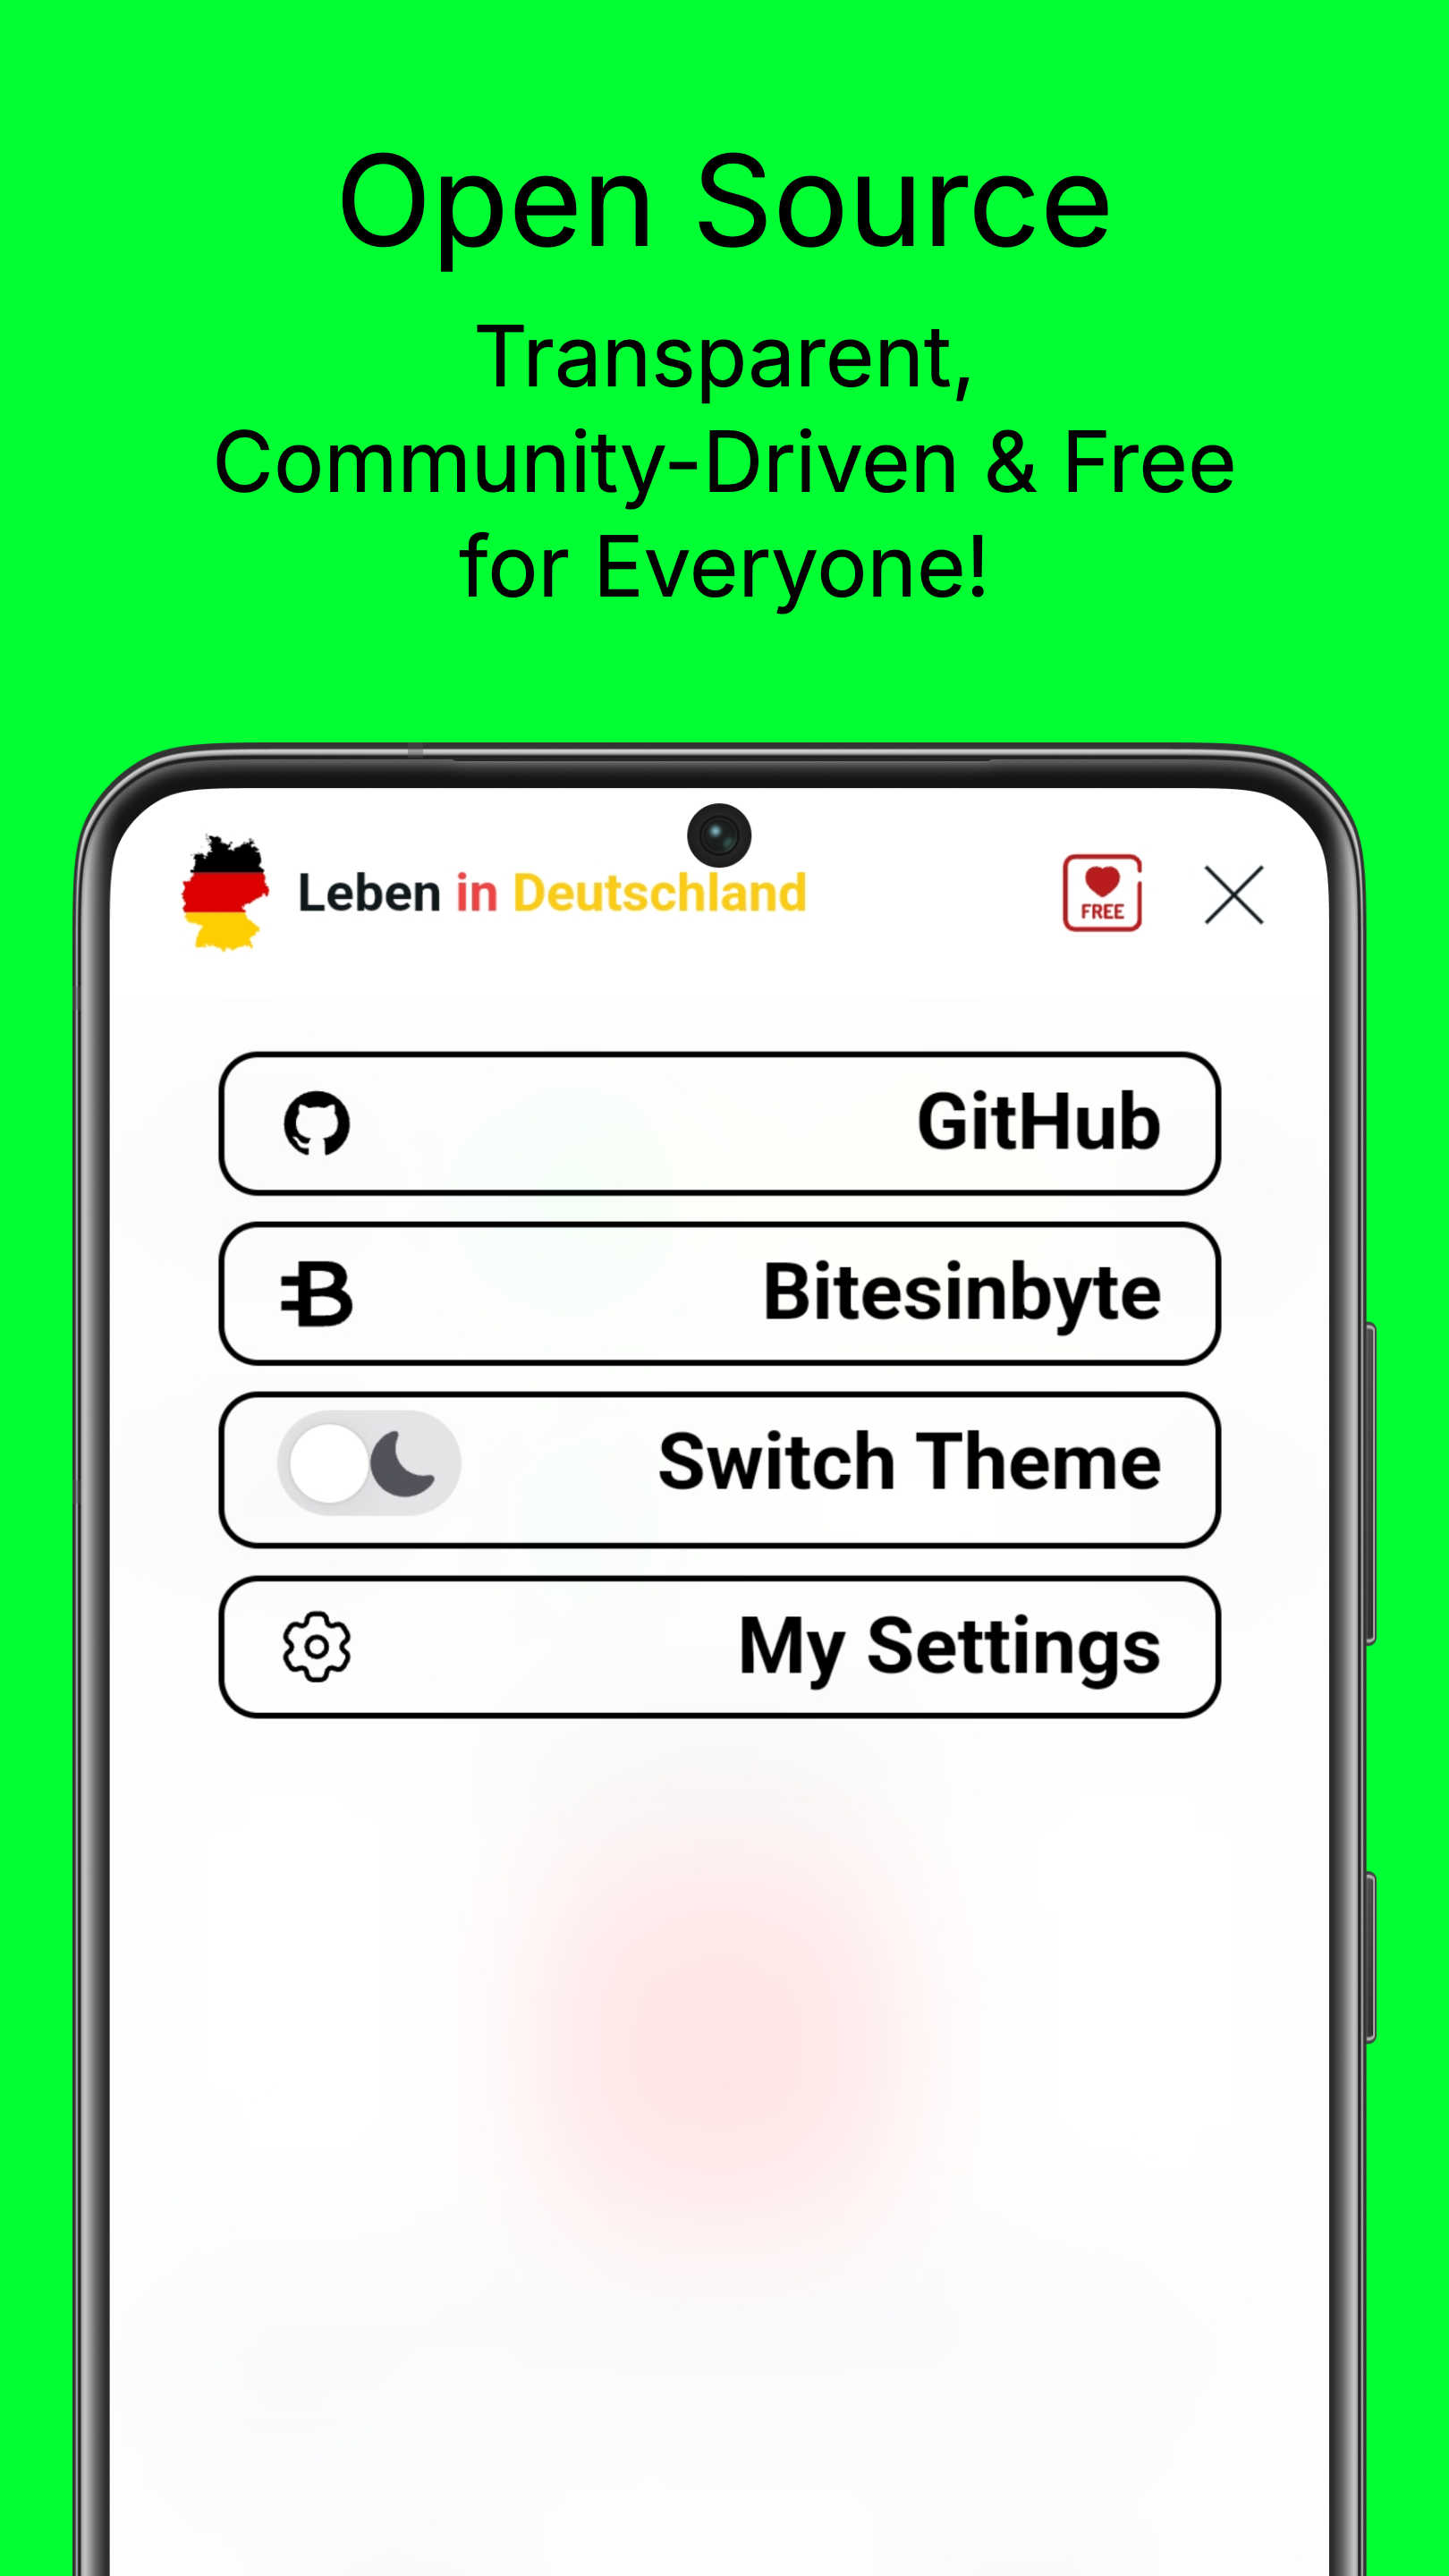 Open Source
Transparent,
Community-Driven & Free
for Everyone!
Leben in Deutschland
FREE
GitHub
Bitesinbyte
Switch Theme
My Settings